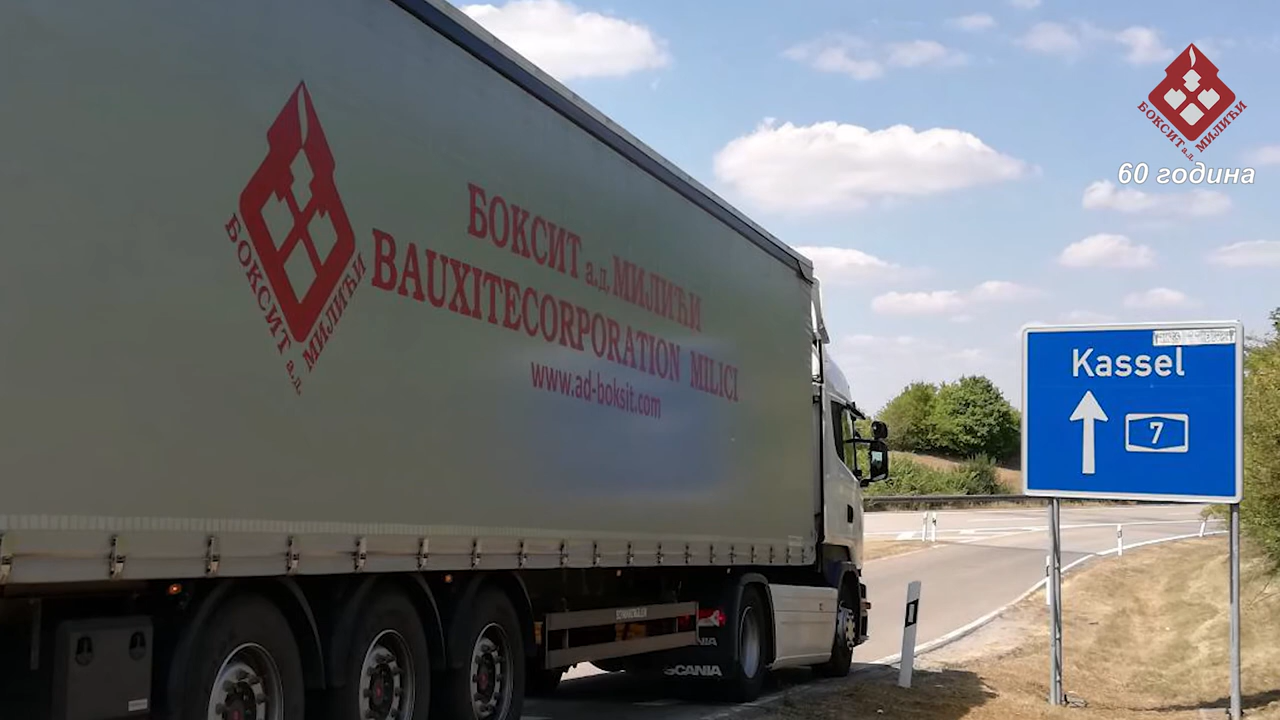 БОКСИТ а.д. МИЛИЋИ
60 година
БОКСИТ а.д. МИЛИЋИ
БОКСИТ а.д. МИЛИЋИ
BAUXITECORPORATION MILICI
www.ad-boksit.com
Kassel
7
SCANIA